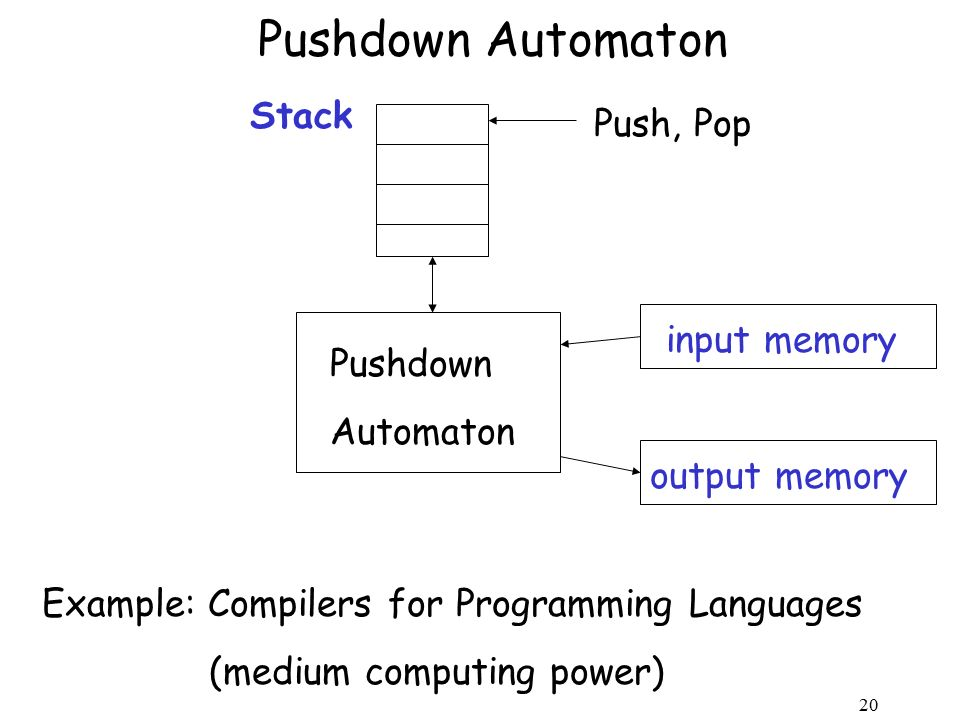 Pushdown Automaton
Stack
Push, Pop
Pushdown
Automaton
input memory
output memory
Example: Compilers for Programming Languages
(medium computing power)
20